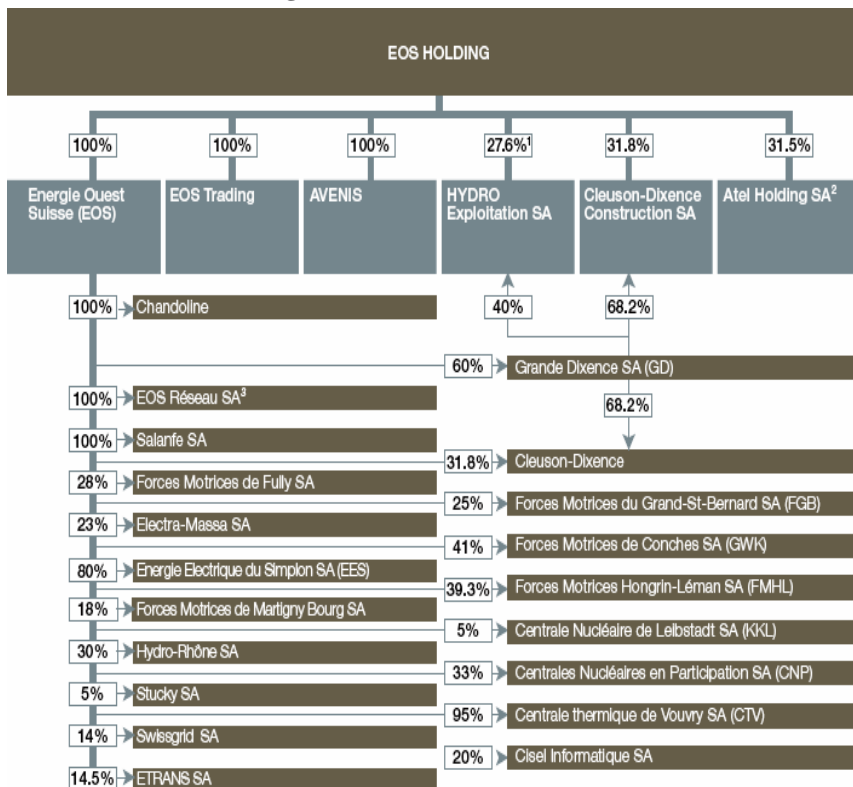 EOS HOLDING
100%
100%
100%
27.6%¹
31.8%
31.5%
Energie Ouest
Suisse (EOS)
EOS Trading
AVENIS
HYDRO
Exploitation SA
Cleuson-Dixence
Construction SA
Atel Holding SA²
100%
Chandoline
40%
68.2%
60%
Grande Dixence SA (GD)
100%
EOS Réseau SA³
68.2%
100%
Salanfe SA
31.8%
Cleuson-Dixence
28%
Forces Motrices de Fully SA
25%
Forces Motrices du Grand-St-Bernard SA (FGB)
23%
Electra-Massa SA
41%
Forces Motrices de Conches SA (GWK)
80%
Energie Electrique du Simplon SA (EES)
39.3%
Forces Motrices Hongrin-Léman SA (FMHL)
18%
Forces Motrices de Martigny Bourg SA
5%
Centrale Nucléaire de Leibstadt SA (KKL)
30%
Hydro-Rhône SA
33%
Centrales Nucléaires en Participation SA (CNP)
5%
Stucky SA
95%
Centrale thermique de Vouvry SA (CTV)
14%
Swissgrid SA
20%
Cisel Informatique SA
14.5%
ETRANS SA